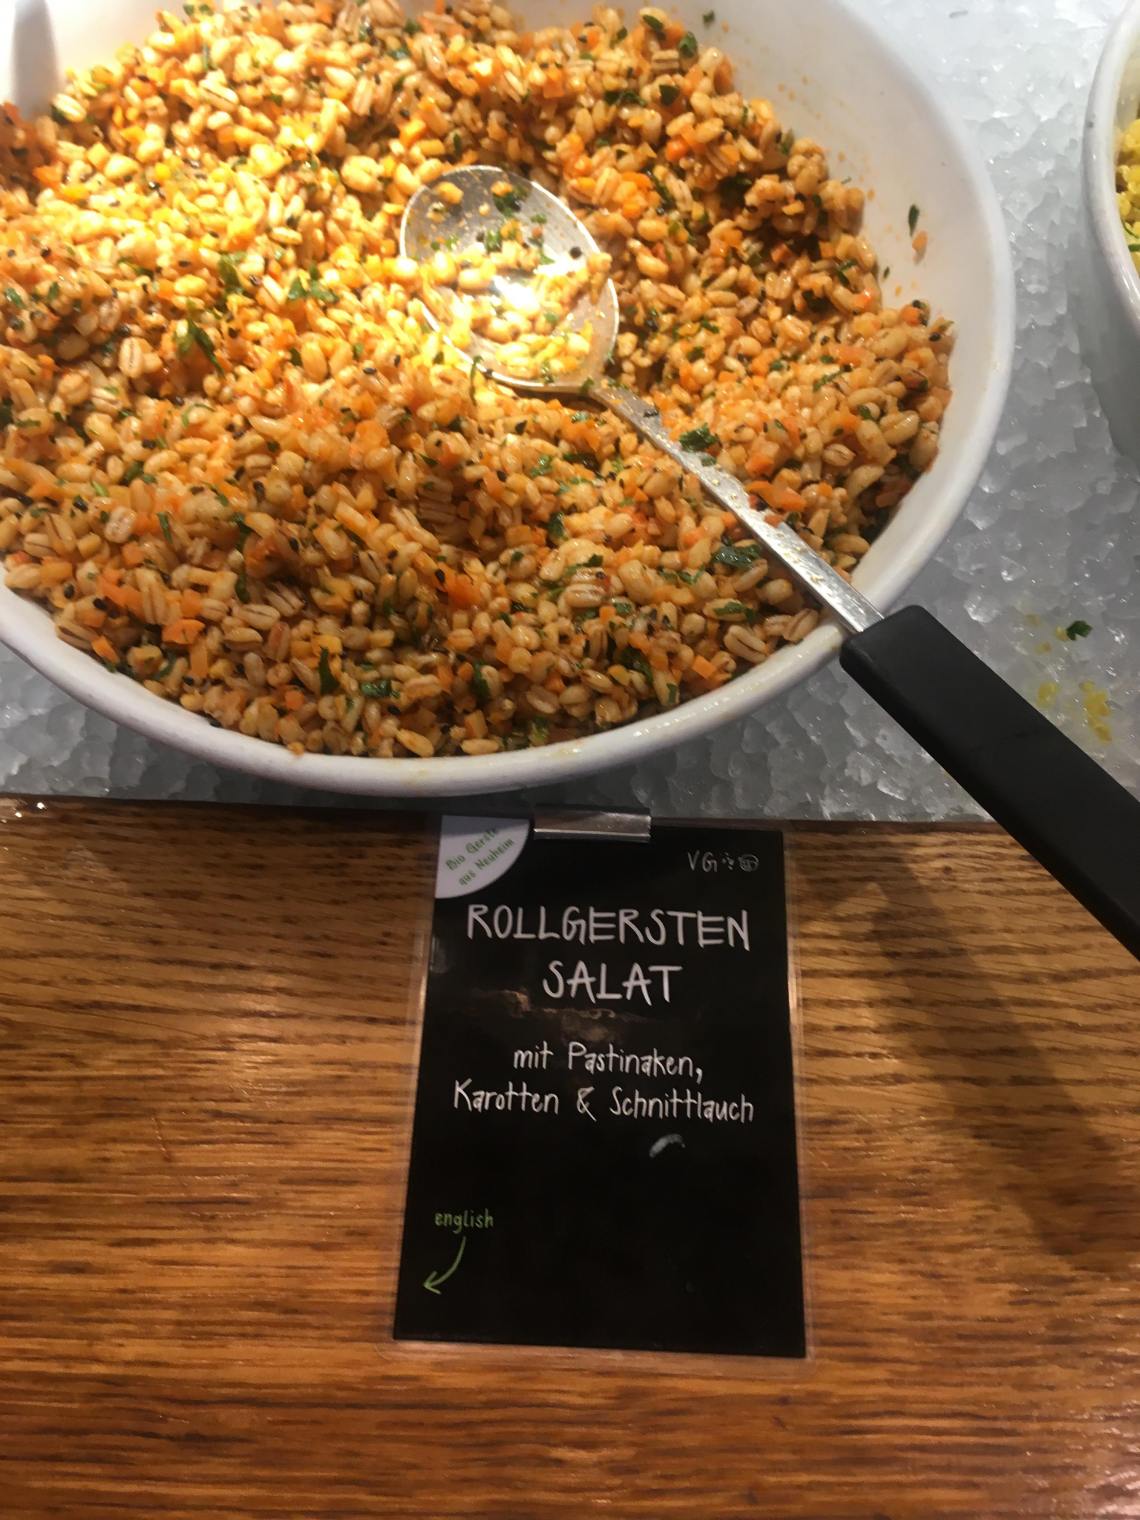 Bio Gerste
aus Neuheim
VG
ROLLGERSTEN
SALAT
mit Pastinaken,
Karotten & Schnittlauch
english